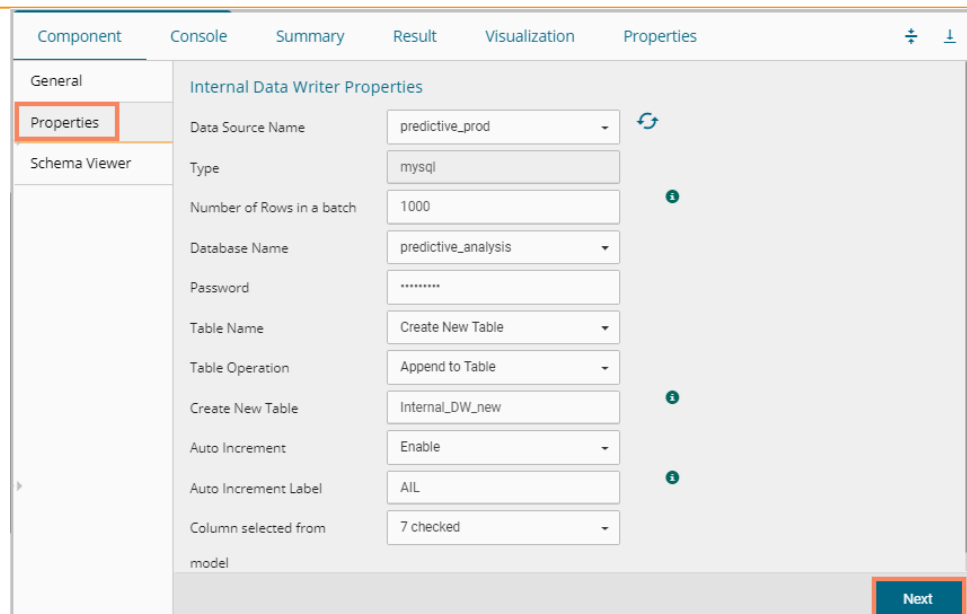 Component Console Summary Result Visualization Properties
General
Properties
Schema Viewer
Internal Data Writer Properties
Data Source Name predictive_prod
Type mysql
Number of Rows in a batch 1000
Database Name predictive_analysis
Password •••••••••
Table Name Create New Table
Table Operation Append to Table
Create New Table Internal_DW_new
Auto Increment Enable
Auto Increment Label AIL
Column selected from 7 checked
model
Next